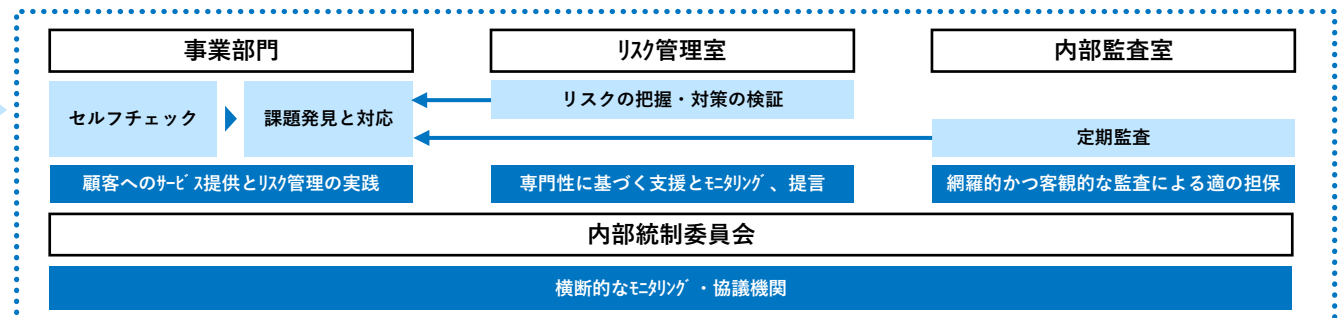 事業部門
リスク管理室
内部監査室
セルフチェック
課題発見と対応
リスクの把握・対策の検証
定期監査
顧客へのｻｰﾋﾞｽ提供とﾘｽｸ管理の実践
専門性に基づく支援とﾓﾆﾀﾘﾝｸﾞ、提言
網羅的かつ客観的な監査による適の担保
内部統制委員会
横断的なﾓﾆﾀﾘﾝｸﾞ・協議機関